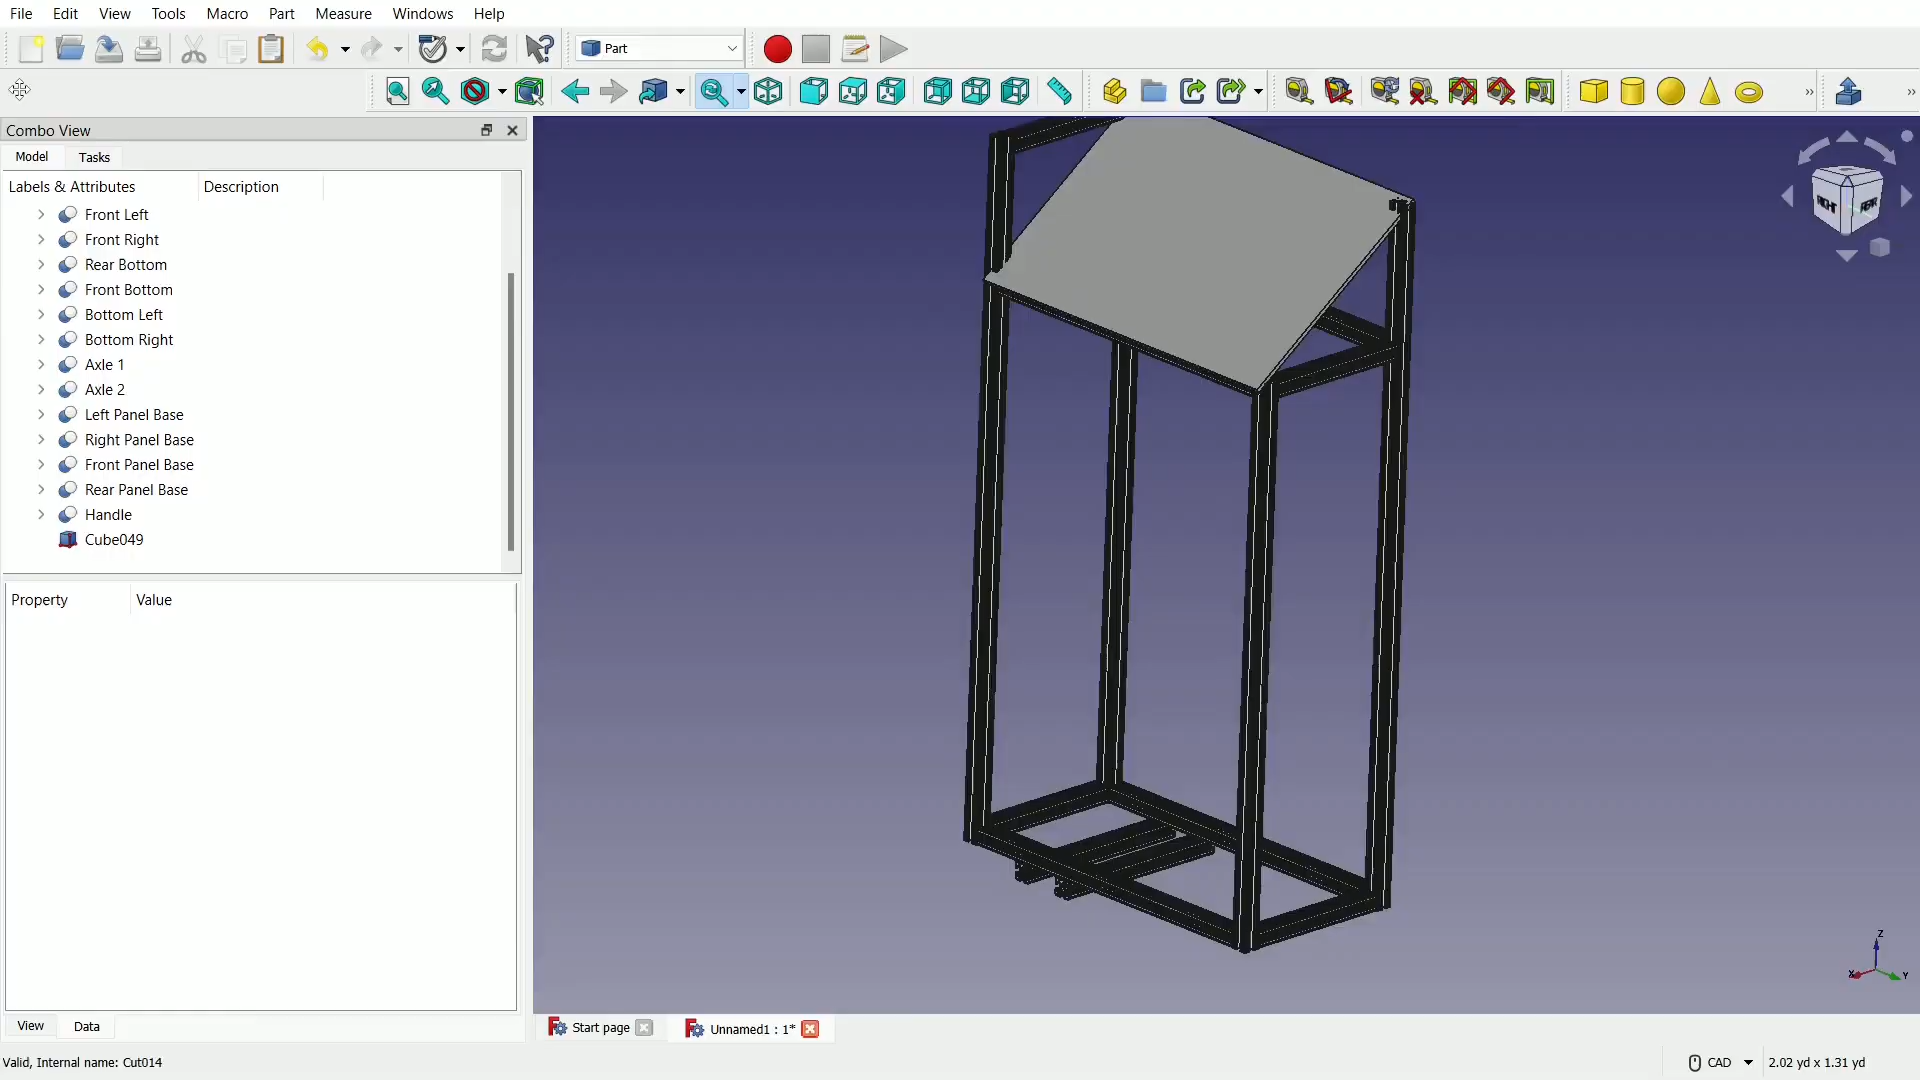 File Edit View Tools Macro Part Measure Windows Help
Part
Combo View
Model Tasks
Labels & Attributes Description
Front Left
Front Right
Rear Bottom
Front Bottom
Bottom Left
Bottom Right
Axle 1
Axle 2
Left Panel Base
Right Panel Base
Front Panel Base
Rear Panel Base
Handle
Cube049
Property Value
RIGHT REAR
Z
X Y
View Data
Start page Unnamed1 : 1*
Valid, Internal name: Cut014
CAD 2.02 yd x 1.31 yd